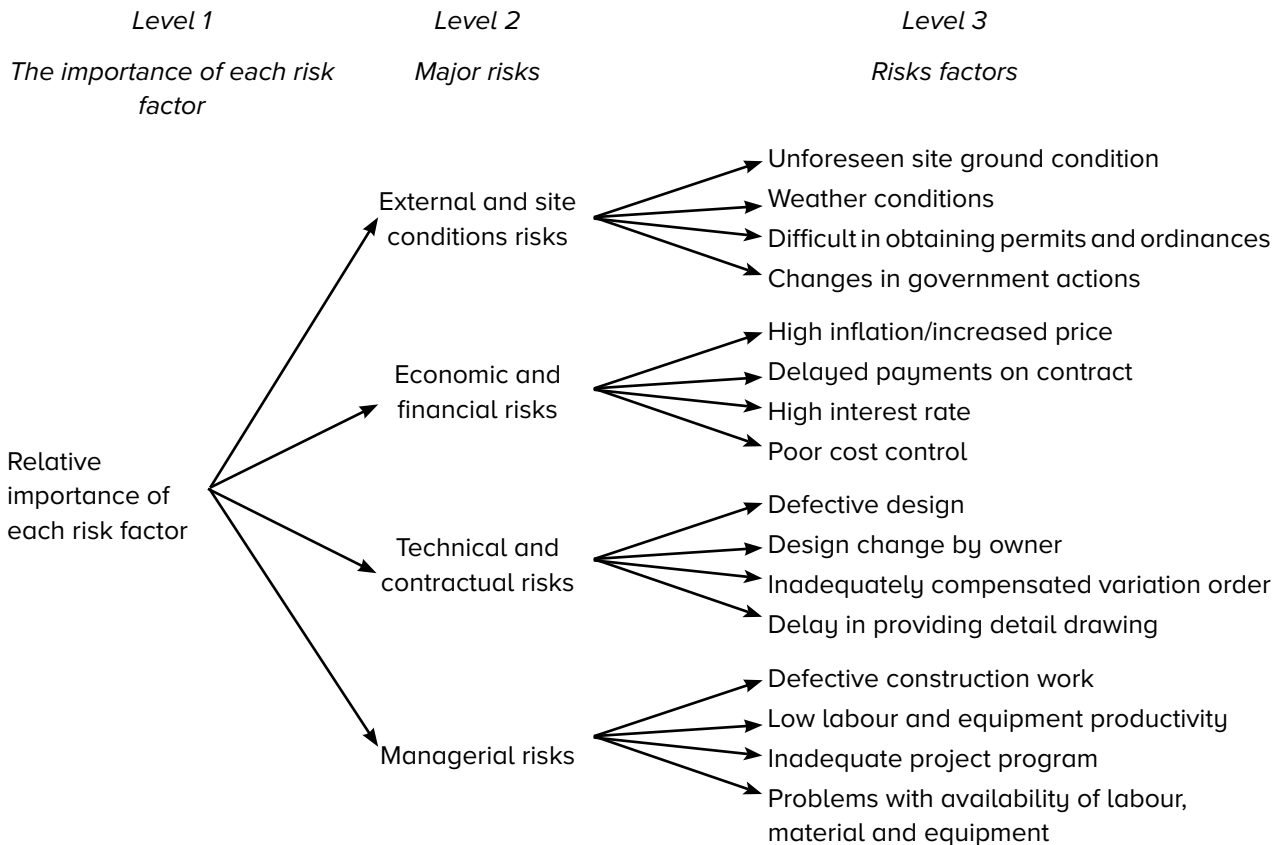 Level 1
Level 2
Level 3
The importance of each risk
factor
Major risks
Risks factors
Relative
importance of
each risk factor
External and site
conditions risks
Unforeseen site ground condition
Weather conditions
Difficult in obtaining permits and ordinances
Changes in government actions
Economic and
financial risks
High inflation/increased price
Delayed payments on contract
High interest rate
Poor cost control
Technical and
contractual risks
Defective design
Design change by owner
Inadequately compensated variation order
Delay in providing detail drawing
Managerial risks
Defective construction work
Low labour and equipment productivity
Inadequate project program
Problems with availability of labour,
material and equipment